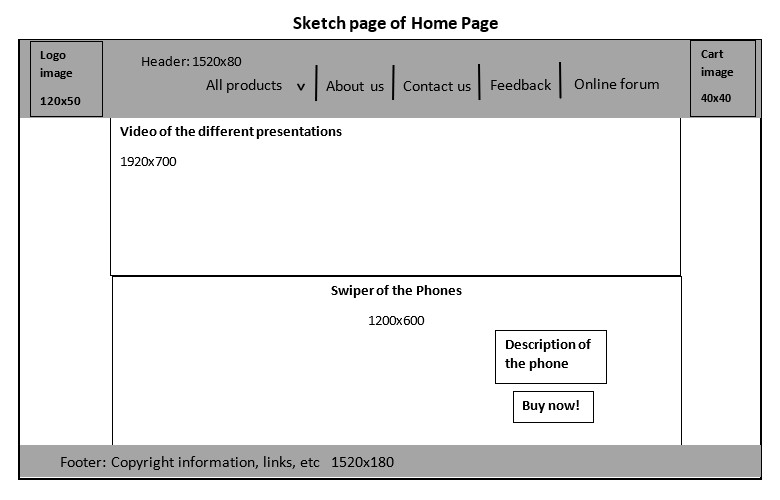 Sketch page of Home Page
Logo
image
120x50
Header: 1520x80
All products v
About us
Contact us
Feedback
Online forum
Cart
image
40x40
Video of the different presentations
1920x700
Swiper of the Phones
1200x600
Description of
the phone
Buy now!
Footer: Copyright information, links, etc 1520x180